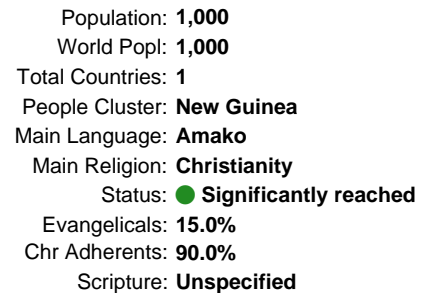 Population: 1,000
World Popl: 1,000
Total Countries: 1
People Cluster: New Guinea
Main Language: Amako
Main Religion: Christianity
Status: Significantly reached
Evangelicals: 15.0%
Chr Adherents: 90.0%
Scripture: Unspecified